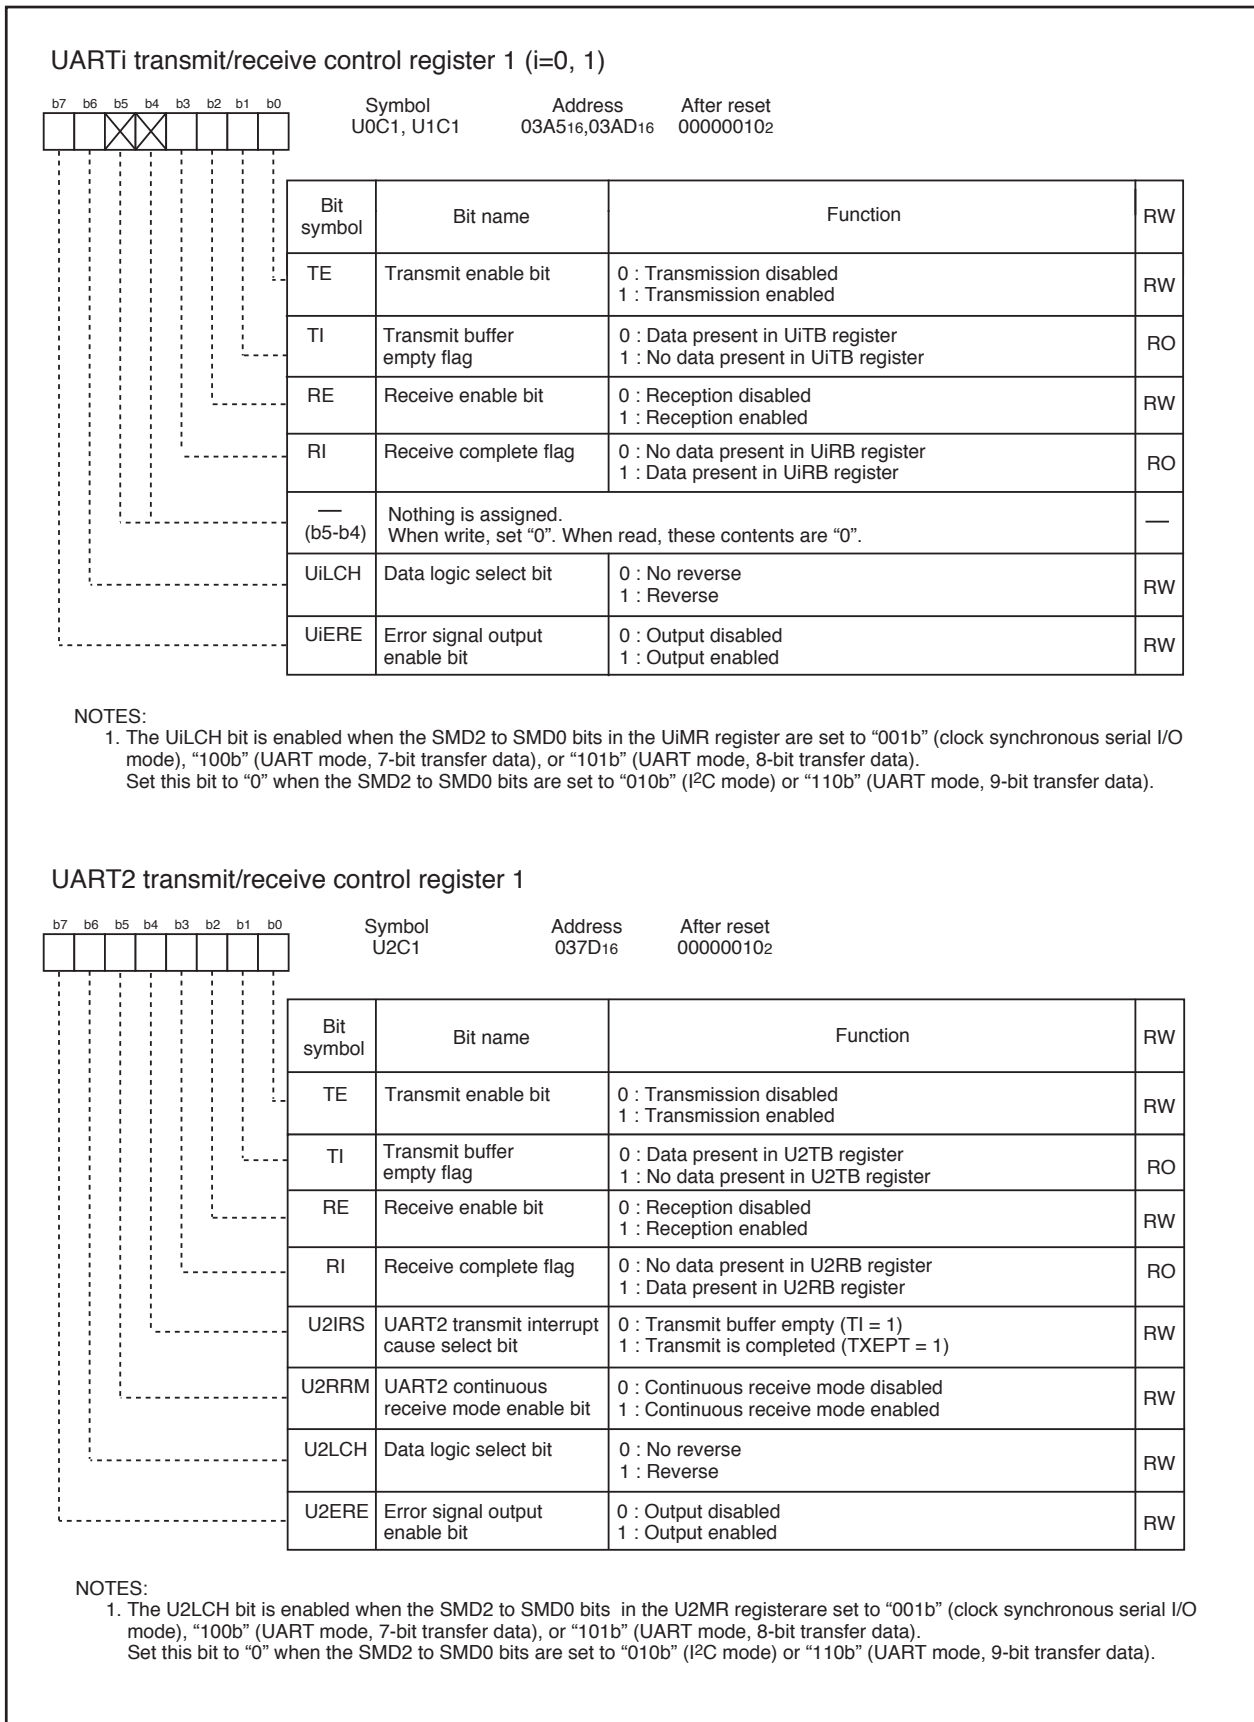 UARTi transmit/receive control register 1 (i=0, 1)
b7 b6 b5 b4 b3 b2 b1 b0
Symbol Address After reset
U0C1, U1C1 03A516,03AD16 000000102
Bit symbol Bit name Function RW
TE Transmit enable bit 0 : Transmission disabled
1 : Transmission enabled RW
TI Transmit buffer 0 : Data present in UiTB register
empty flag 1 : No data present in UiTB register RO
RE Receive enable bit 0 : Reception disabled
1 : Reception enabled RW
RI Receive complete flag 0 : No data present in UiRB register
1 : Data present in UiRB register RO
— Nothing is assigned.
(b5-b4) When write, set “0”. When read, these contents are “0”. —
UiLCH Data logic select bit 0 : No reverse
1 : Reverse RW
UiERE Error signal output 0 : Output disabled
enable bit 1 : Output enabled RW
NOTES:
1. The UiLCH bit is enabled when the SMD2 to SMD0 bits in the UiMR register are set to “001b” (clock synchronous serial I/O
mode), “100b” (UART mode, 7-bit transfer data), or “101b” (UART mode, 8-bit transfer data).
Set this bit to “0” when the SMD2 to SMD0 bits are set to “010b” (I2C mode) or “110b” (UART mode, 9-bit transfer data).
UART2 transmit/receive control register 1
b7 b6 b5 b4 b3 b2 b1 b0
Symbol Address After reset
U2C1 037D16 000000102
Bit symbol Bit name Function RW
TE Transmit enable bit 0 : Transmission disabled
1 : Transmission enabled RW
TI Transmit buffer 0 : Data present in U2TB register
empty flag 1 : No data present in U2TB register RO
RE Receive enable bit 0 : Reception disabled
1 : Reception enabled RW
RI Receive complete flag 0 : No data present in U2RB register
1 : Data present in U2RB register RO
U2IRS UART2 transmit interrupt 0 : Transmit buffer empty (TI = 1)
cause select bit 1 : Transmit is completed (TXEPT = 1) RW
U2RRM UART2 continuous 0 : Continuous receive mode disabled
receive mode enable bit 1 : Continuous receive mode enabled RW
U2LCH Data logic select bit 0 : No reverse
1 : Reverse RW
U2ERE Error signal output 0 : Output disabled
enable bit 1 : Output enabled RW
NOTES:
1. The U2LCH bit is enabled when the SMD2 to SMD0 bits in the U2MR registerare set to “001b” (clock synchronous serial I/O
mode), “100b” (UART mode, 7-bit transfer data), or “101b” (UART mode, 8-bit transfer data).
Set this bit to “0” when the SMD2 to SMD0 bits are set to “010b” (I2C mode) or “110b” (UART mode, 9-bit transfer data).